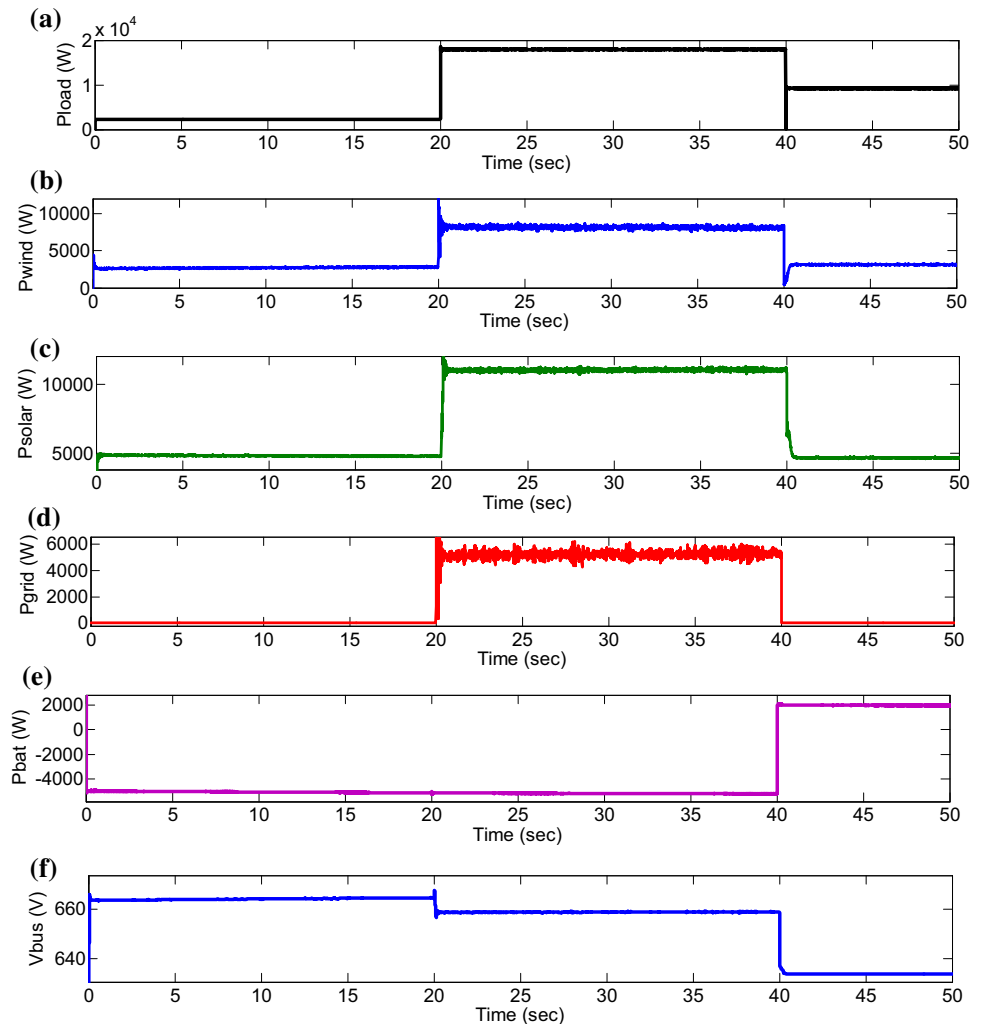 (a)
2 x 10⁴
1
0
Pload (W)
0 5 10 15 20 25 30 35 40 45 50
Time (sec)
(b)
10000
5000
0
Pwind (W)
0 5 10 15 20 25 30 35 40 45 50
Time (sec)
(c)
10000
5000
Psolar (W)
0 5 10 15 20 25 30 35 40 45 50
Time (sec)
(d)
6000
4000
2000
0
Pgrid (W)
0 5 10 15 20 25 30 35 40 45 50
Time (sec)
(e)
2000
0
-2000
-4000
Pbat (W)
0 5 10 15 20 25 30 35 40 45 50
Time (sec)
(f)
660
640
Vbus (V)
0 5 10 15 20 25 30 35 40 45 50
Time (sec)